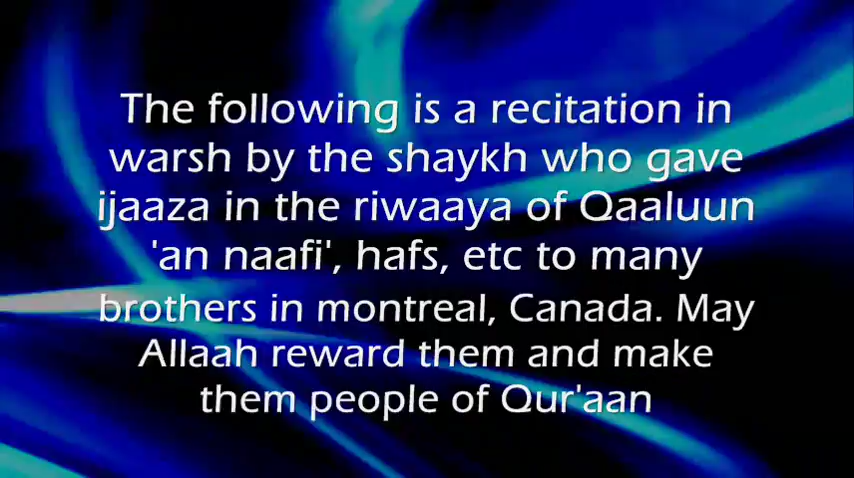 The following is a recitation in
warsh by the shaykh who gave
ijaaza in the riwaaya of Qaaluun
'an naafi', hafs, etc to many
brothers in montreal, Canada. May
Allaah reward them and make
them people of Qur'aan